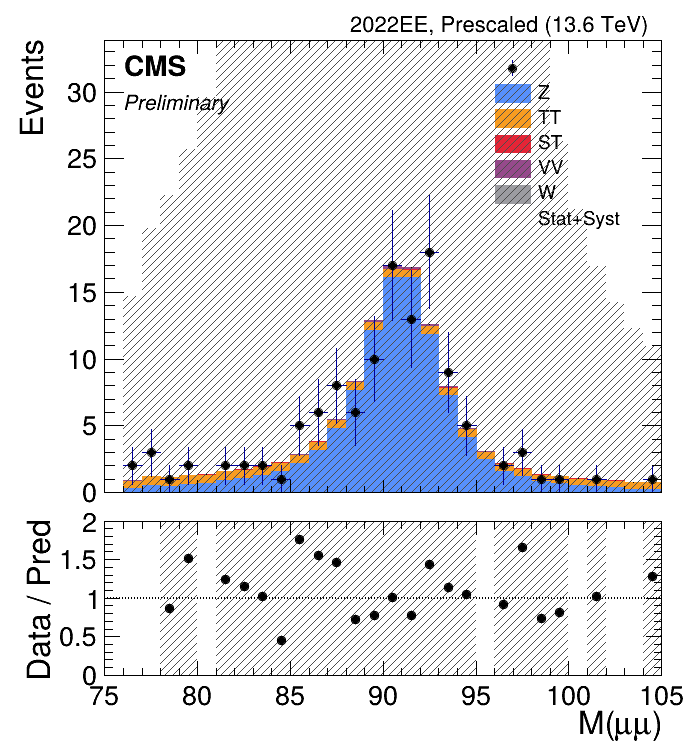 2022EE, Prescaled (13.6 TeV)
CMS
Preliminary
Events
30
25
20
15
10
5
0
Z
TT
ST
VV
W
Stat+Syst
Data / Pred
2
1.5
1
0.5
0
75 80 85 90 95 100 105
M(μμ)